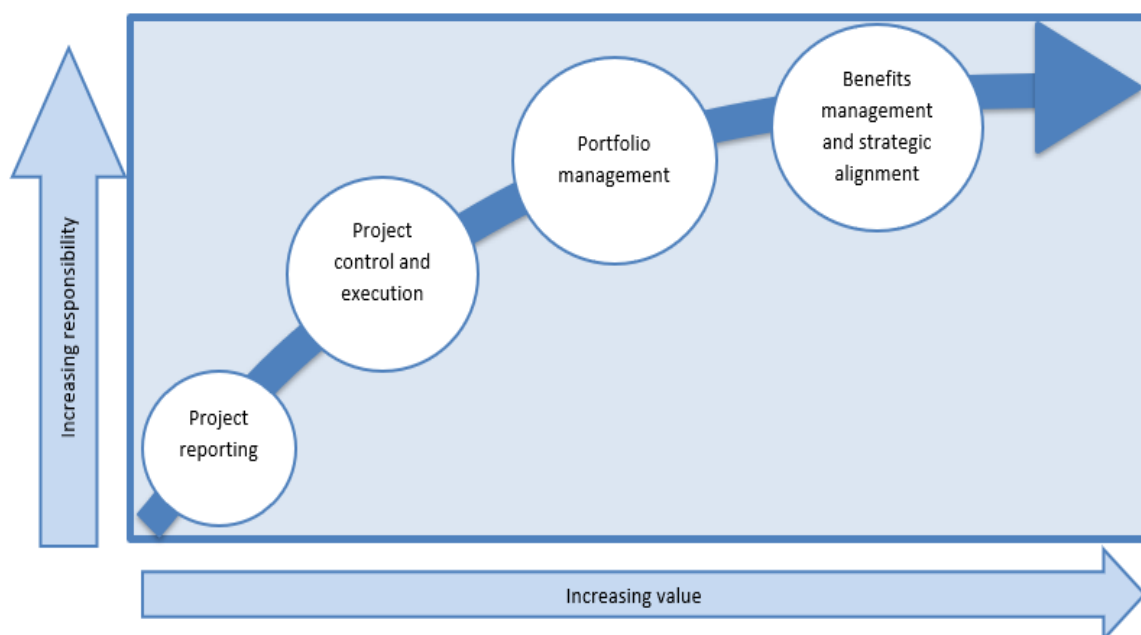 Benefits
management
and strategic
alignment
Portfolio
management
Project
control and
execution
Project
reporting
Increasing responsibility
Increasing value